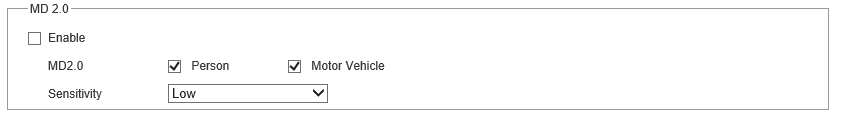 MD 2.0
Enable
MD2.0 Person Motor Vehicle
Sensitivity Low